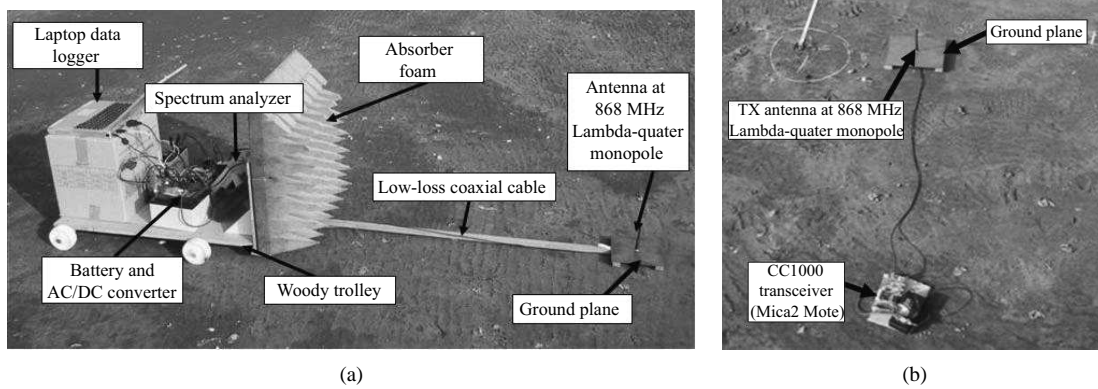 Laptop data
logger
Spectrum analyzer
Absorber
foam
Antenna at
868 MHz
Lambda-quater
monopole
Low-loss coaxial cable
Battery and
AC/DC converter
Woody trolley
Ground plane
(a)
Ground plane
TX antenna at 868 MHz
Lambda-quater monopole
CC1000
transceiver
(Mica2 Mote)
(b)